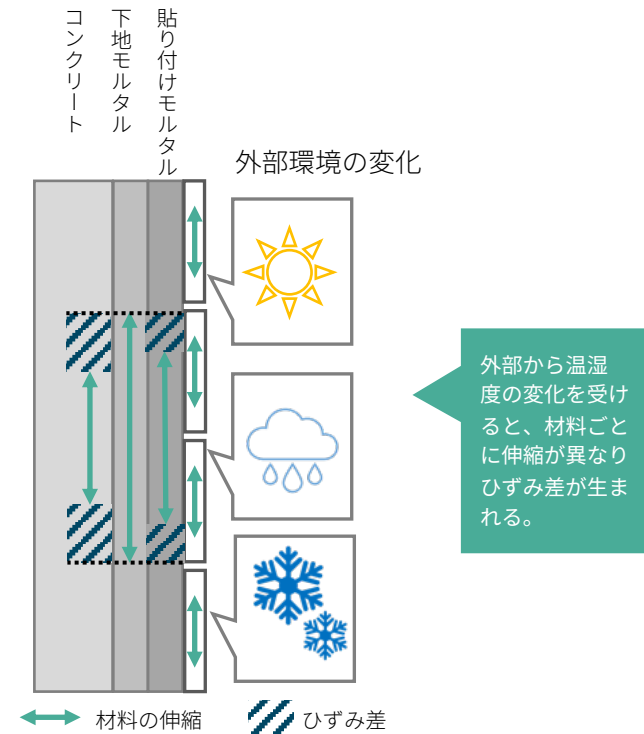 コンクリート
下地モルタル
貼り付けモルタル
外部環境の変化
外部から温湿
度の変化を受け
ると、材料ごと
に伸縮が異なり
ひずみ差が生ま
れる。
材料の伸縮
ひずみ差